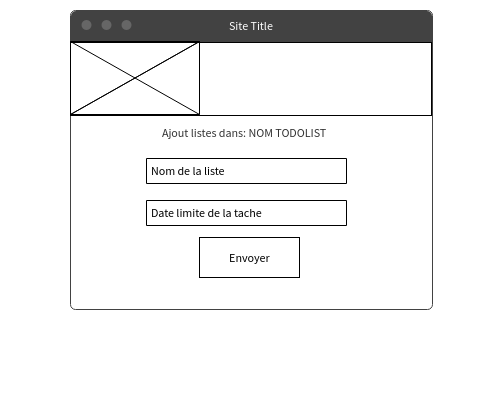 Site Title
Ajout listes dans: NOM TODOLIST
Nom de la liste
Date limite de la tache
Envoyer